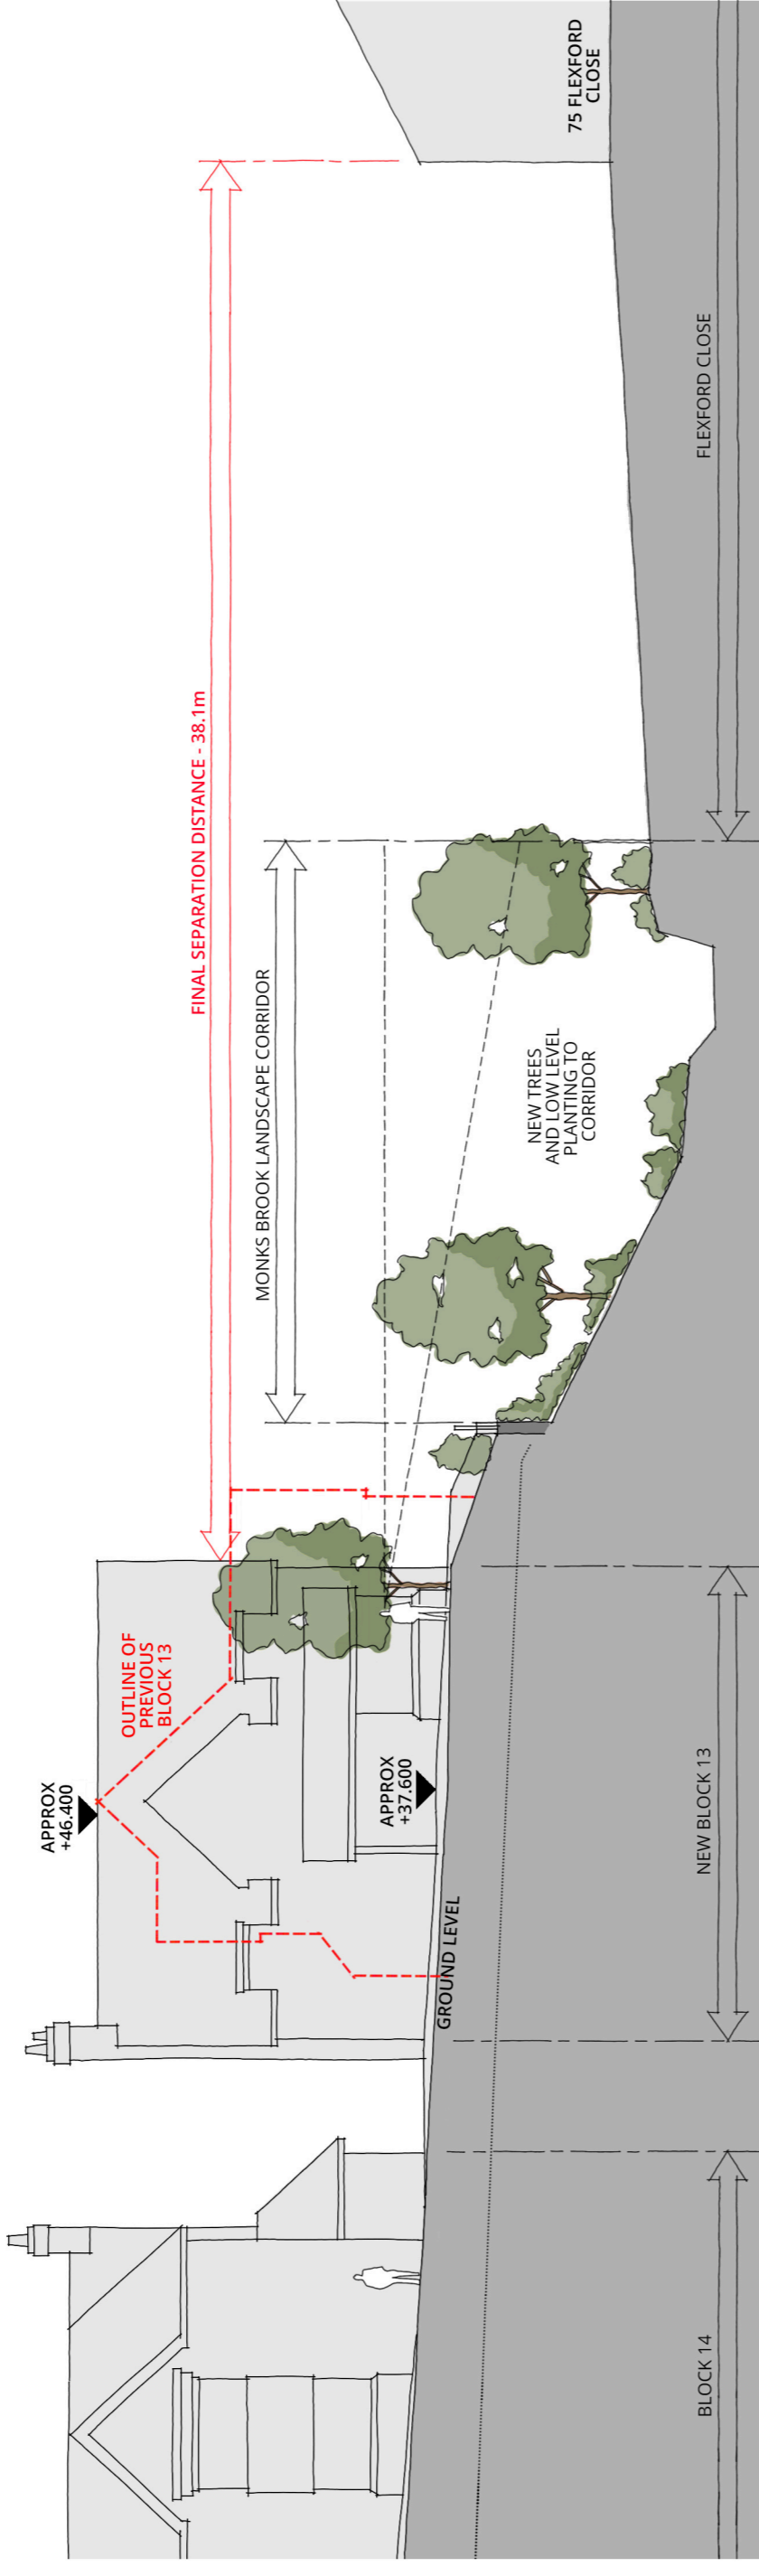 APPROX
+46.400
OUTLINE OF
PREVIOUS
BLOCK 13
FINAL SEPARATION DISTANCE - 38.1m
MONKS BROOK LANDSCAPE CORRIDOR
APPROX
+37.600
GROUND LEVEL
NEW TREES
AND LOW LEVEL
PLANTING TO
CORRIDOR
75 FLEXFORD
CLOSE
BLOCK 14
NEW BLOCK 13
FLEXFORD CLOSE